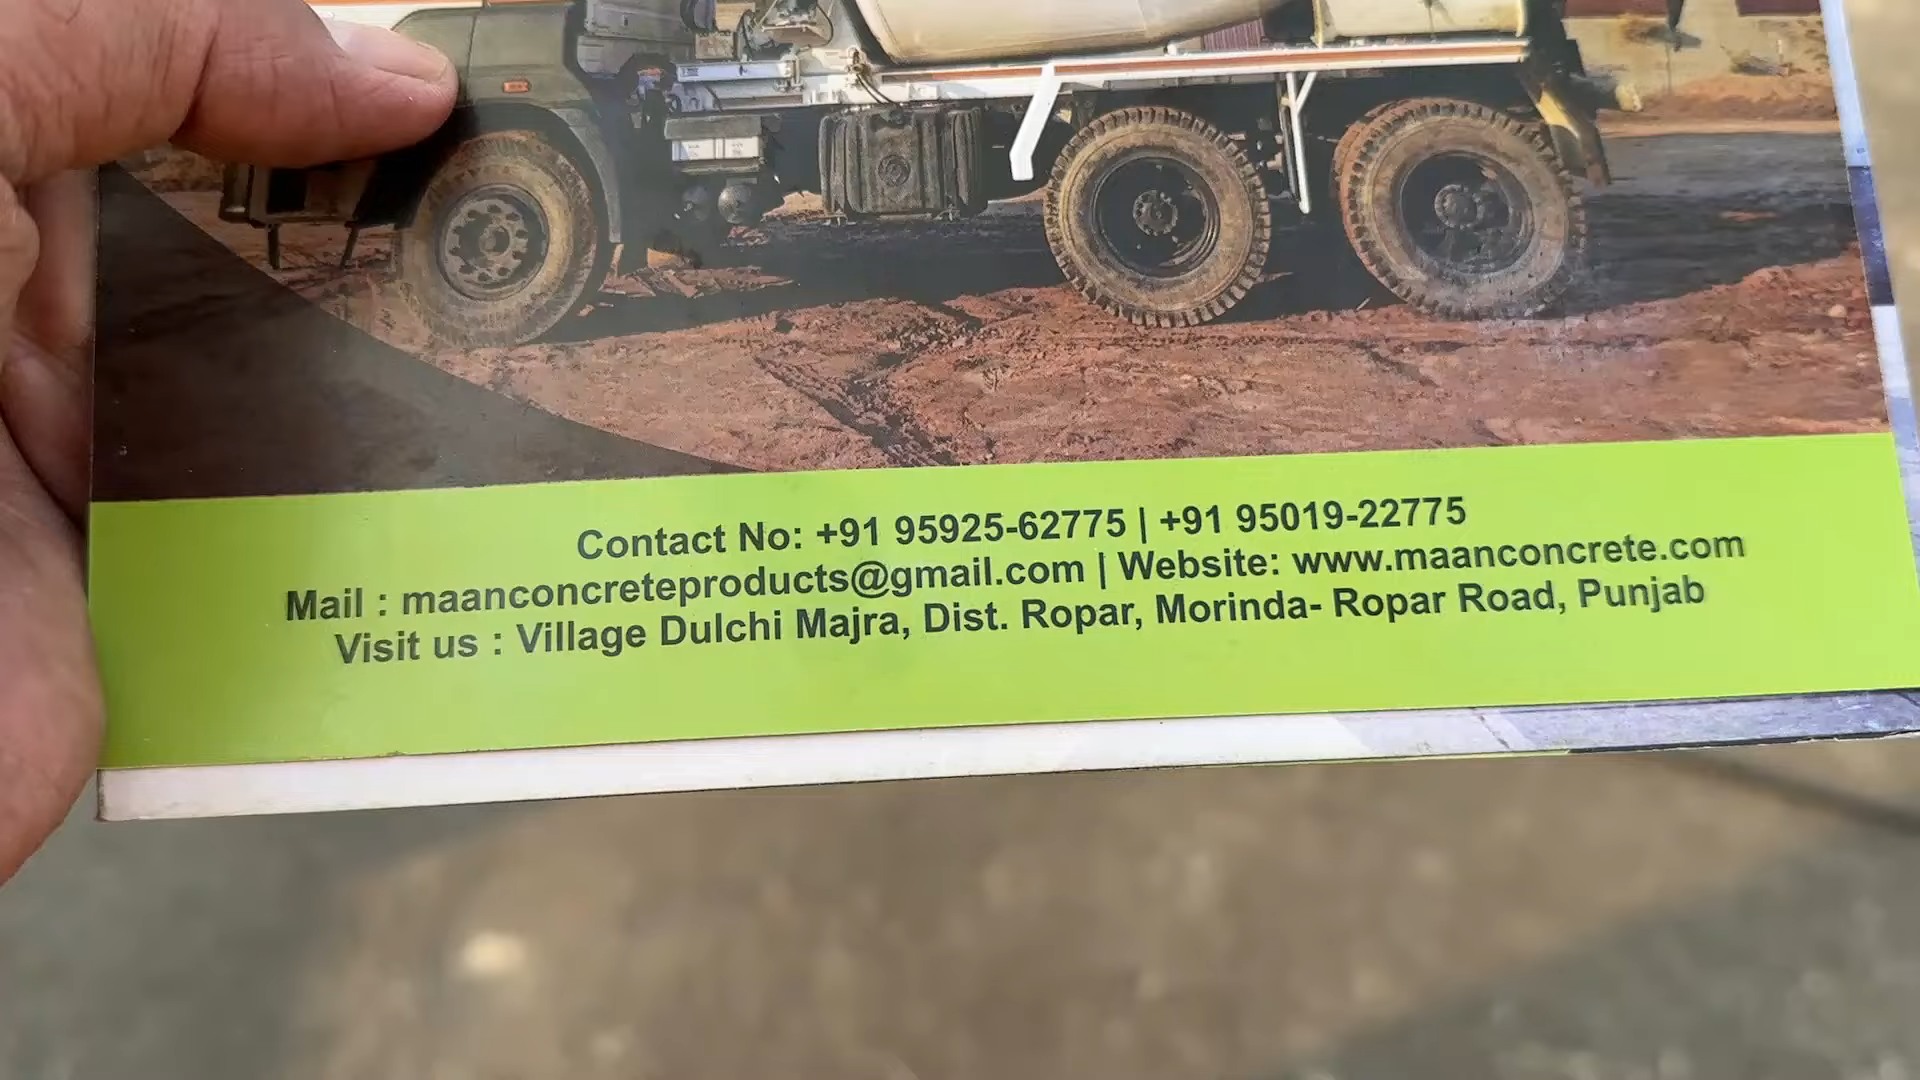 Contact No: +91 95925-62775 | +91 95019-22775
Mail : maanconcreteproducts@gmail.com | Website: www.maanconcrete.com
Visit us : Village Dulchi Majra, Dist. Ropar, Morinda- Ropar Road, Punjab